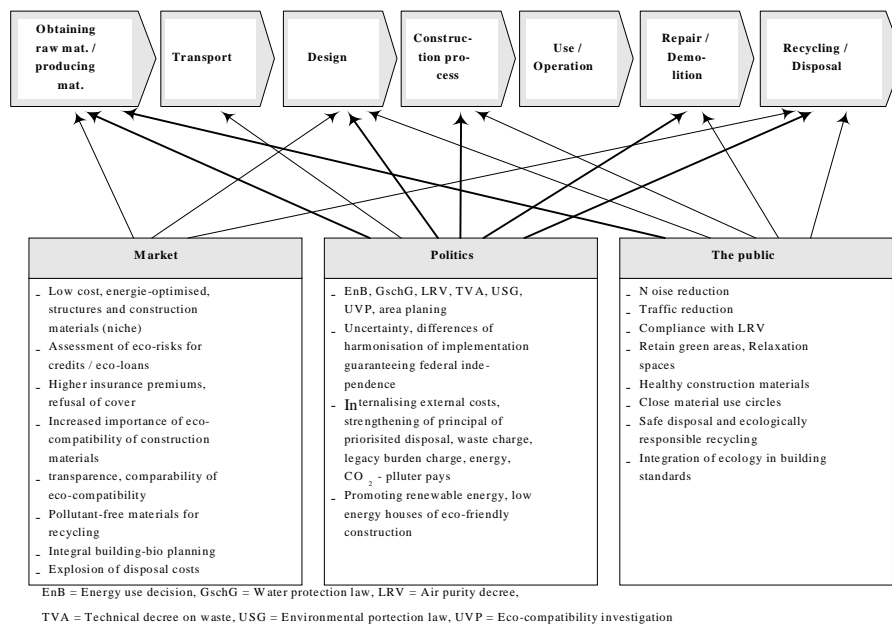 Obtaining
raw mat. /
producing
mat.
Transport
Design
Construc-
tion pro-
cess
Use /
Operation
Repair /
Demo-
lition
Recycling /
Disposal
Market
- Low cost, energie-optimised,
structures and construction
materials (niche)
- Assessment of eco-risks for
credits / eco-loans
- Higher insurance premiums,
refusal of cover
- Increased importance of eco-
compatibility of construction
materials
- transparence, comparability of
eco-compatibility
- Pollutant-free materials for
recycling
- Integral building-bio planning
- Explosion of disposal costs
Politics
- EnB, GschG, LRV, TVA, USG,
UVP, area planing
- Uncertainty, differences of
harmonisation of implementation
guaranteeing federal inde-
pendence
- Internalising external costs,
strengthening of principal of
priorisited disposal, waste charge,
legacy burden charge, energy,
CO2 - plluter pays
- Promoting renewable energy, low
energy houses of eco-friendly
construction
The public
- Noise reduction
- Traffic reduction
- Compliance with LRV
- Retain green areas, Relaxation
spaces
- Healthy construction materials
- Close material use circles
- Safe disposal and ecologically
responsible recycling
- Integration of ecology in building
standards
EnB = Energy use decision, GschG = Water protection law, LRV = Air purity decree,
TVA = Technical decree on waste, USG = Environmental portection law, UVP = Eco-compatibility investigation